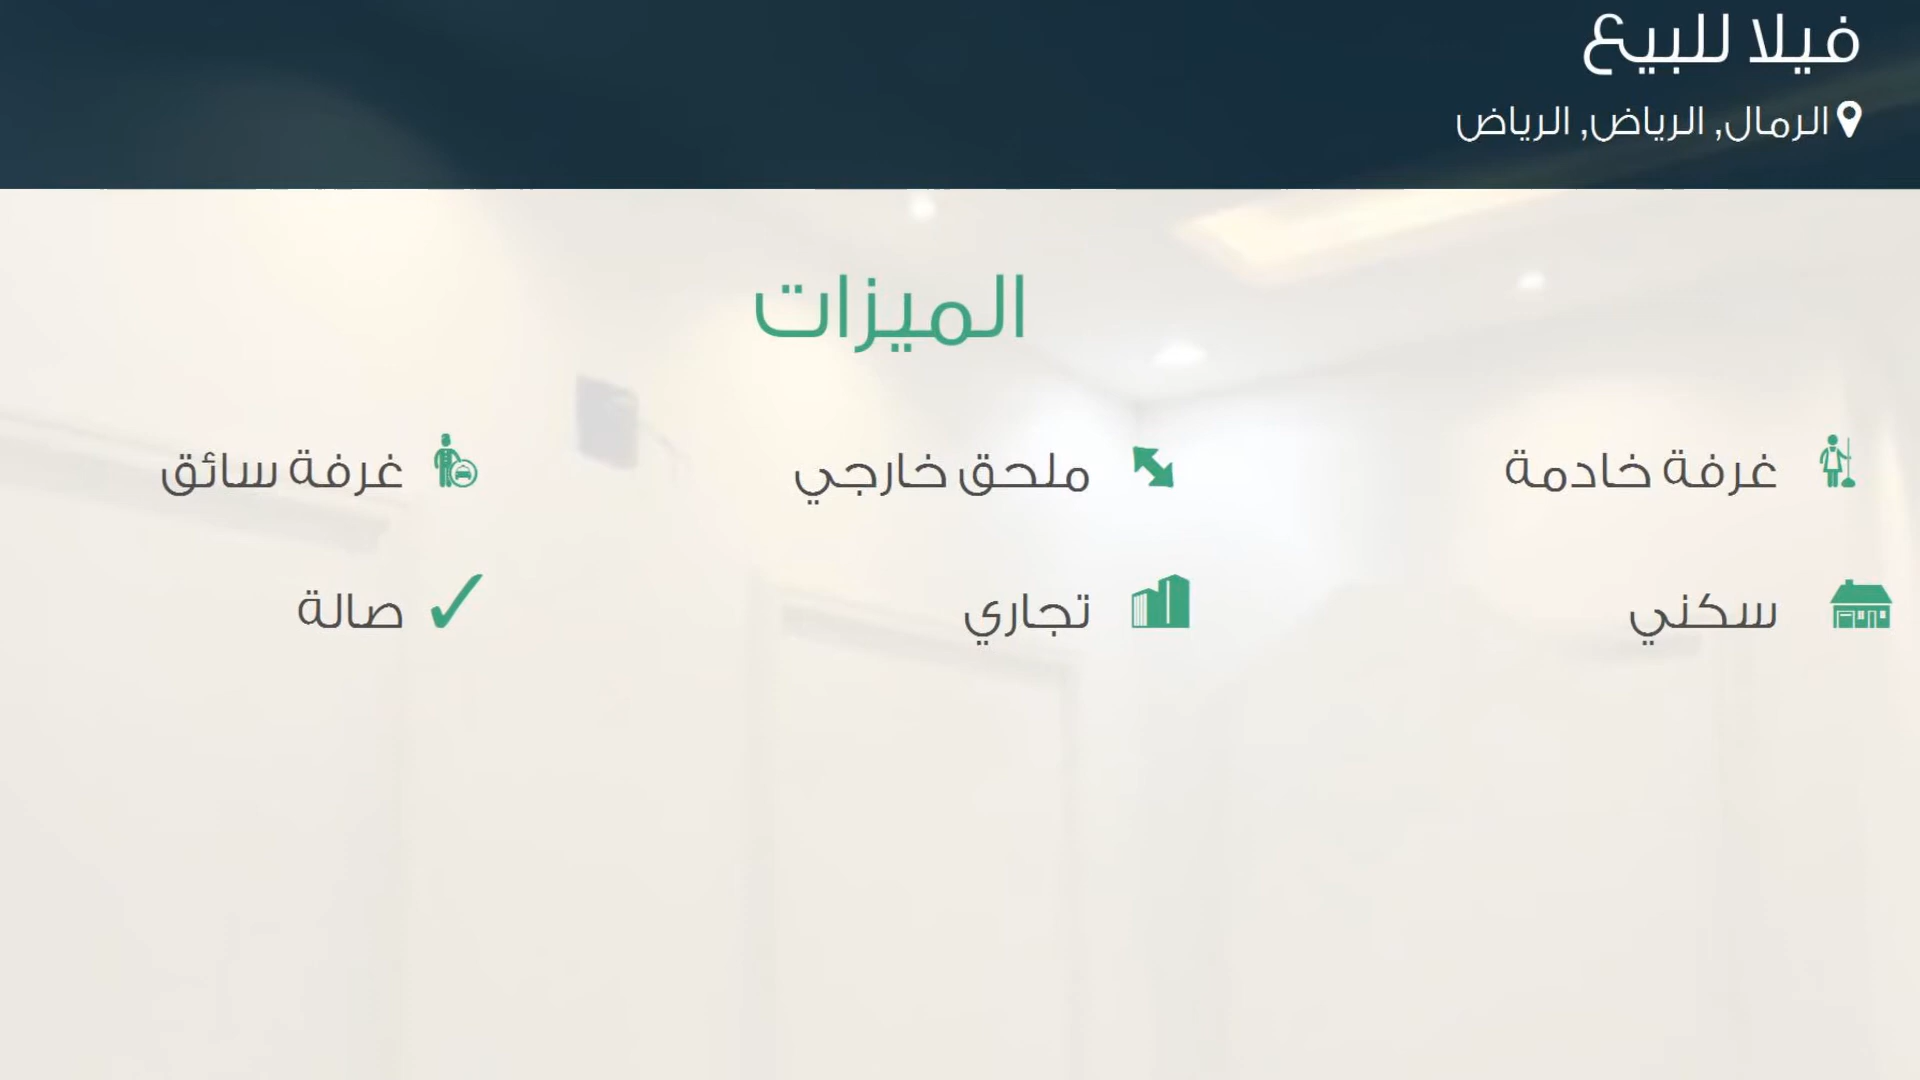 فيلا للبيع
الرمال, الرياض, الرياض
الميزات
غرفة خادمة
ملحق خارجي
غرفة سائق
سكني
تجاري
صالة